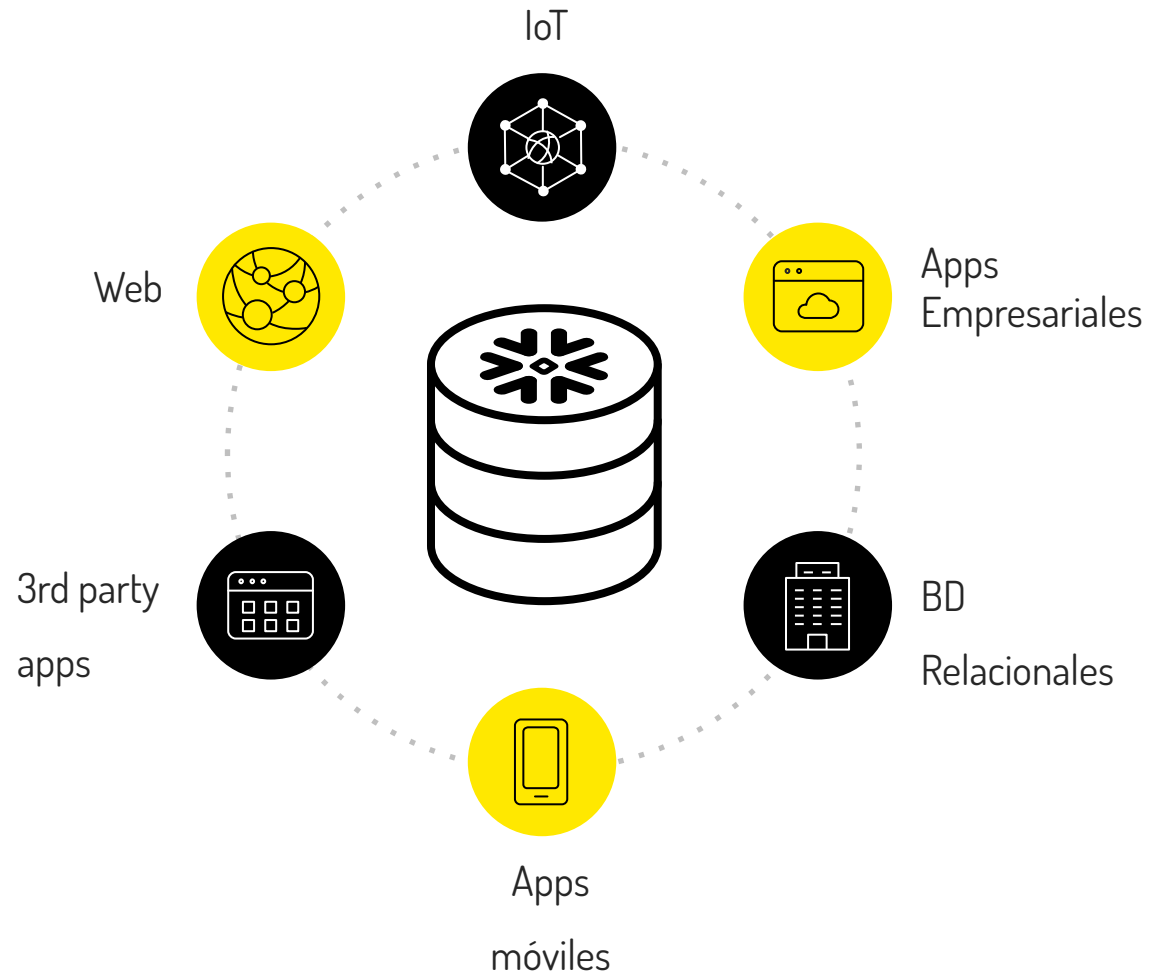 IoT
Web
Apps
Empresariales
3rd party
apps
BD
Relacionales
Apps
móviles